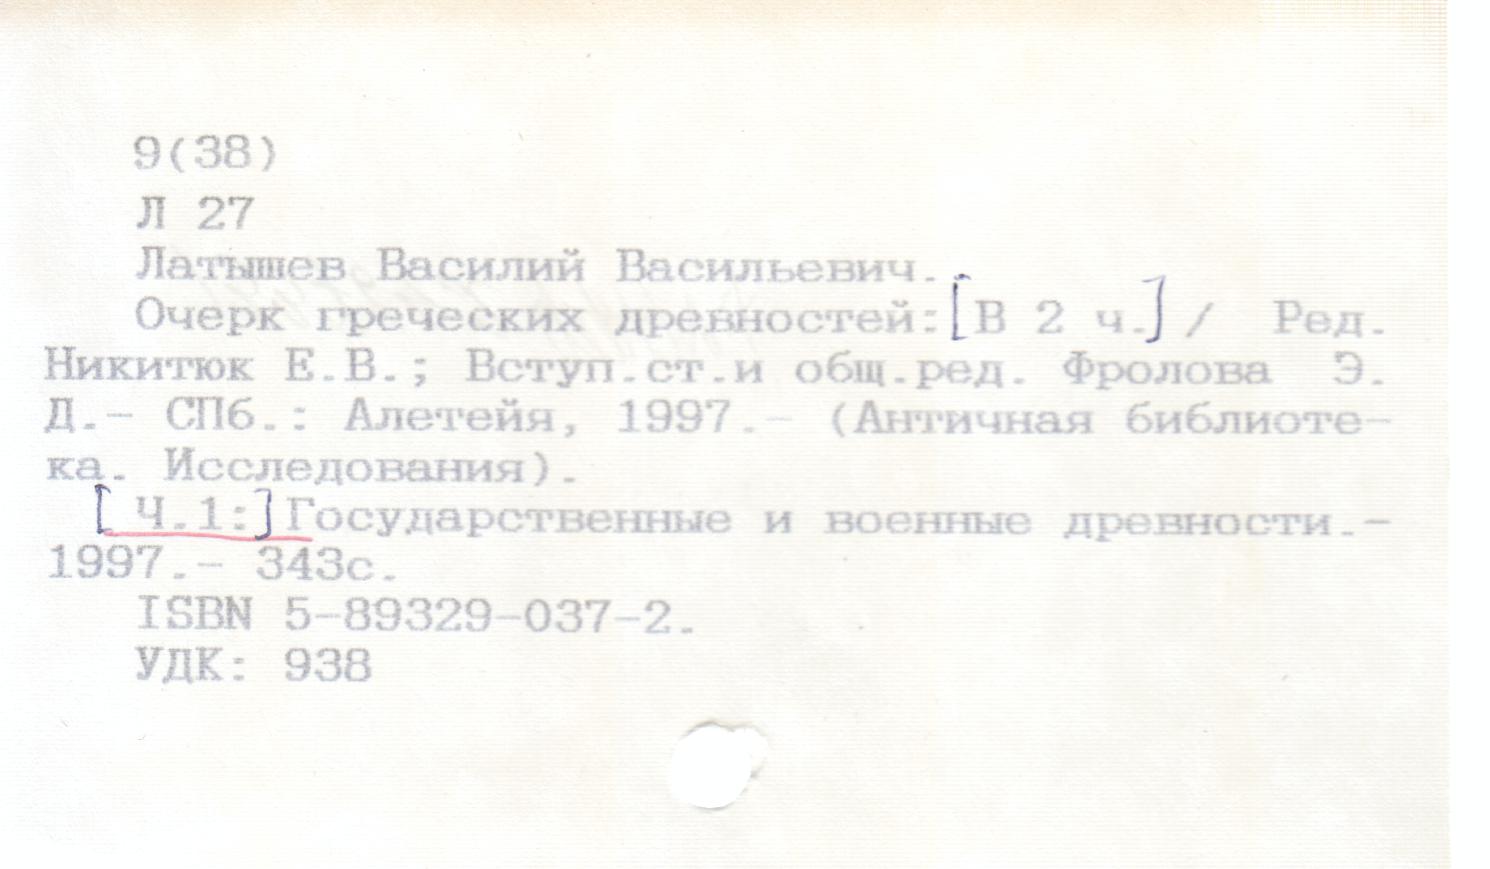 9(38)
Л 27
Латышев Василий Васильевич.
Очерк греческих древностей:[В 2 ч.] / Ред.
Никитюк Е.В.; Вступ.ст.и общ.ред. Фролова Э.
Д.- СПб.: Алетейя, 1997.- (Античная библиоте-
ка. Исследования).
[Ч.1:] Государственные и военные древности.-
1997.- 343с.
ISBN 5-89329-037-2.
УДК: 938